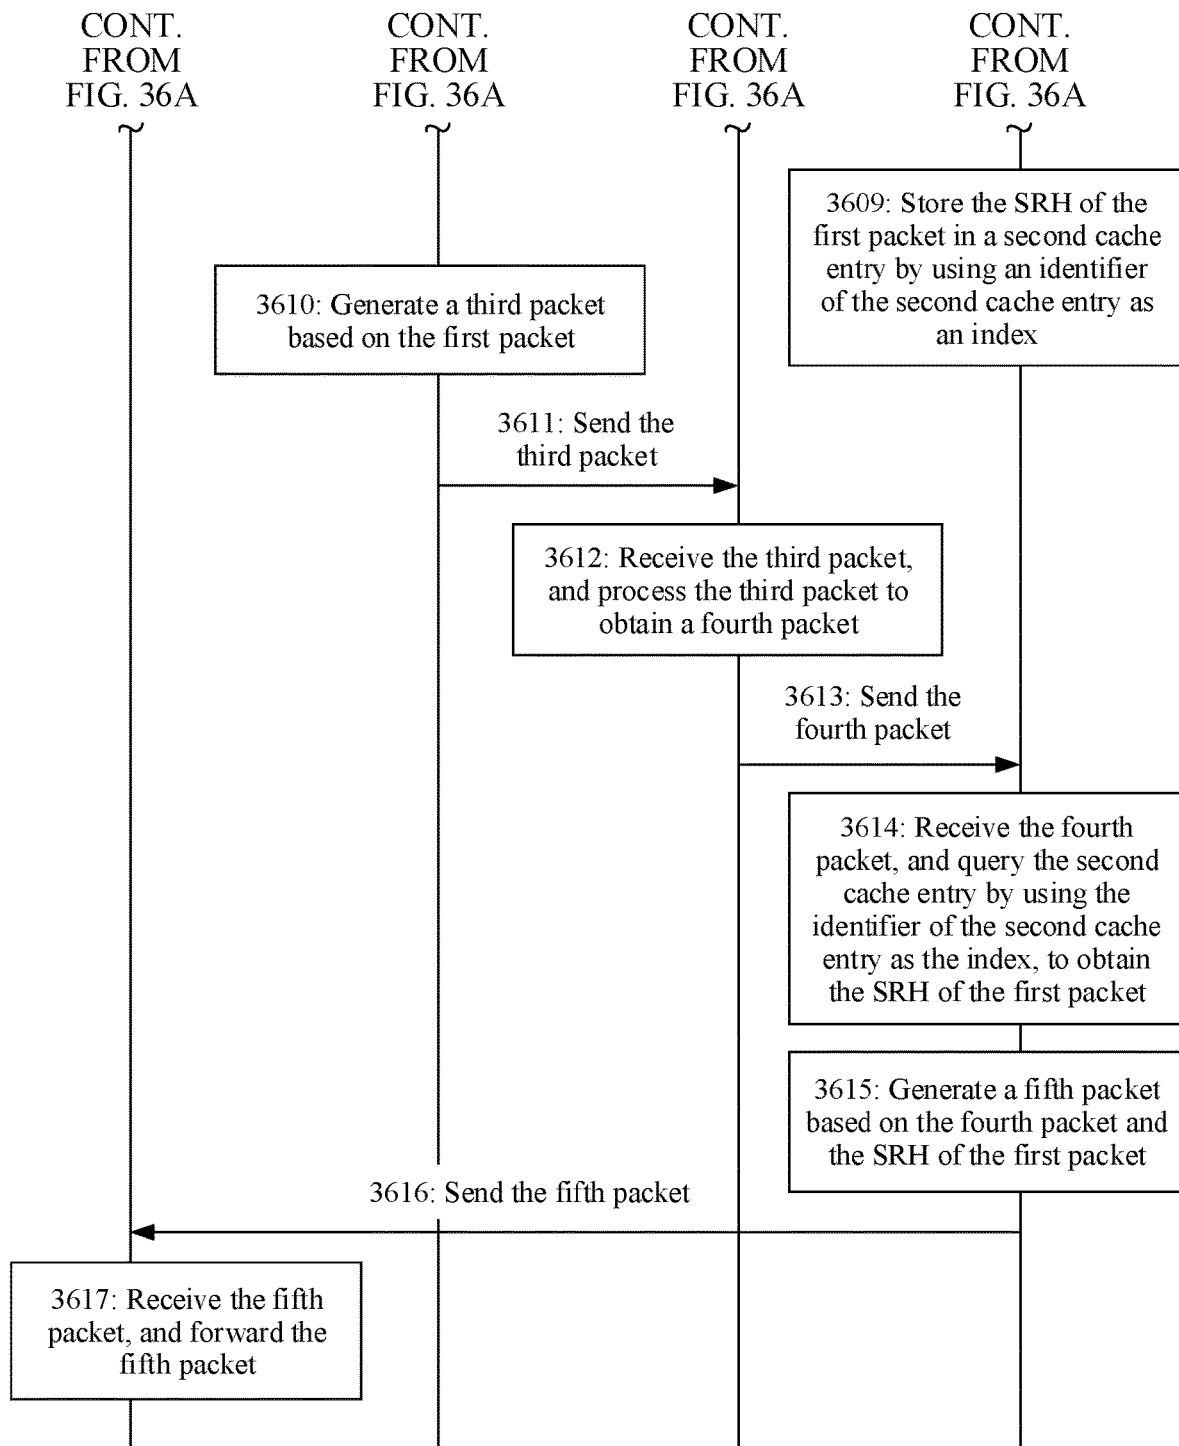 CONT.
FROM
FIG. 36A
CONT.
FROM
FIG. 36A
CONT.
FROM
FIG. 36A
CONT.
FROM
FIG. 36A
3609: Store the SRH of the
first packet in a second cache
entry by using an identifier
of the second cache entry as
an index
3610: Generate a third packet
based on the first packet
3611: Send the
third packet
3612: Receive the third packet,
and process the third packet to
obtain a fourth packet
3613: Send the
fourth packet
3614: Receive the fourth
packet, and query the second
cache entry by using the
identifier of the second cache
entry as the index, to obtain
the SRH of the first packet
3615: Generate a fifth packet
based on the fourth packet and
the SRH of the first packet
3616: Send the fifth packet
3617: Receive the fifth
packet, and forward the
fifth packet